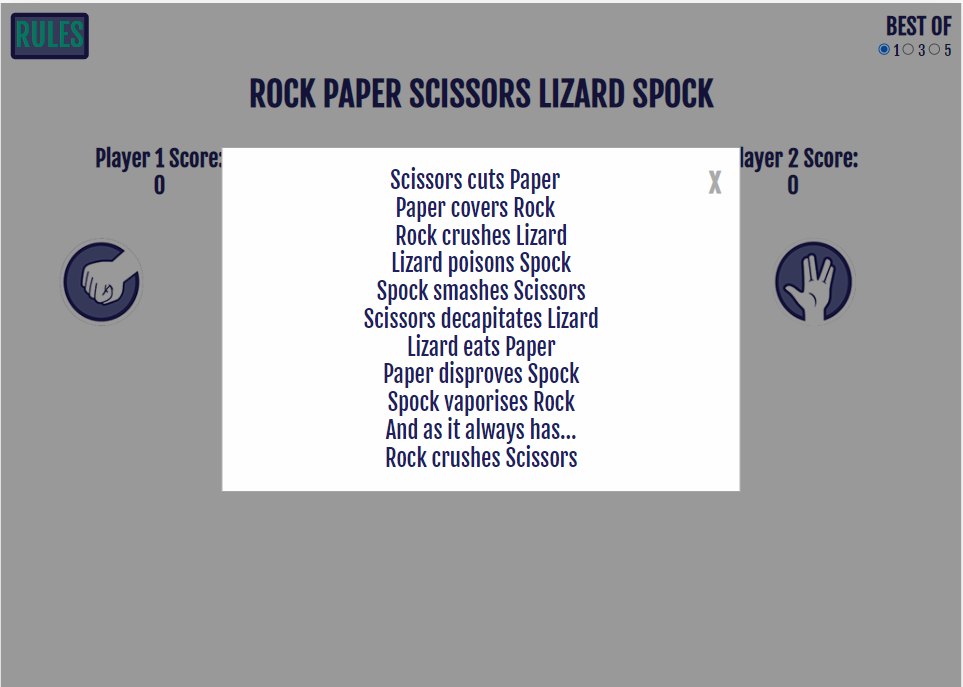 RULES
BEST OF
1 3 5
ROCK PAPER SCISSORS LIZARD SPOCK
Player 1 Score:
0
layer 2 Score:
0
X
Scissors cuts Paper
Paper covers Rock
Rock crushes Lizard
Lizard poisons Spock
Spock smashes Scissors
Scissors decapitates Lizard
Lizard eats Paper
Paper disproves Spock
Spock vaporises Rock
And as it always has...
Rock crushes Scissors